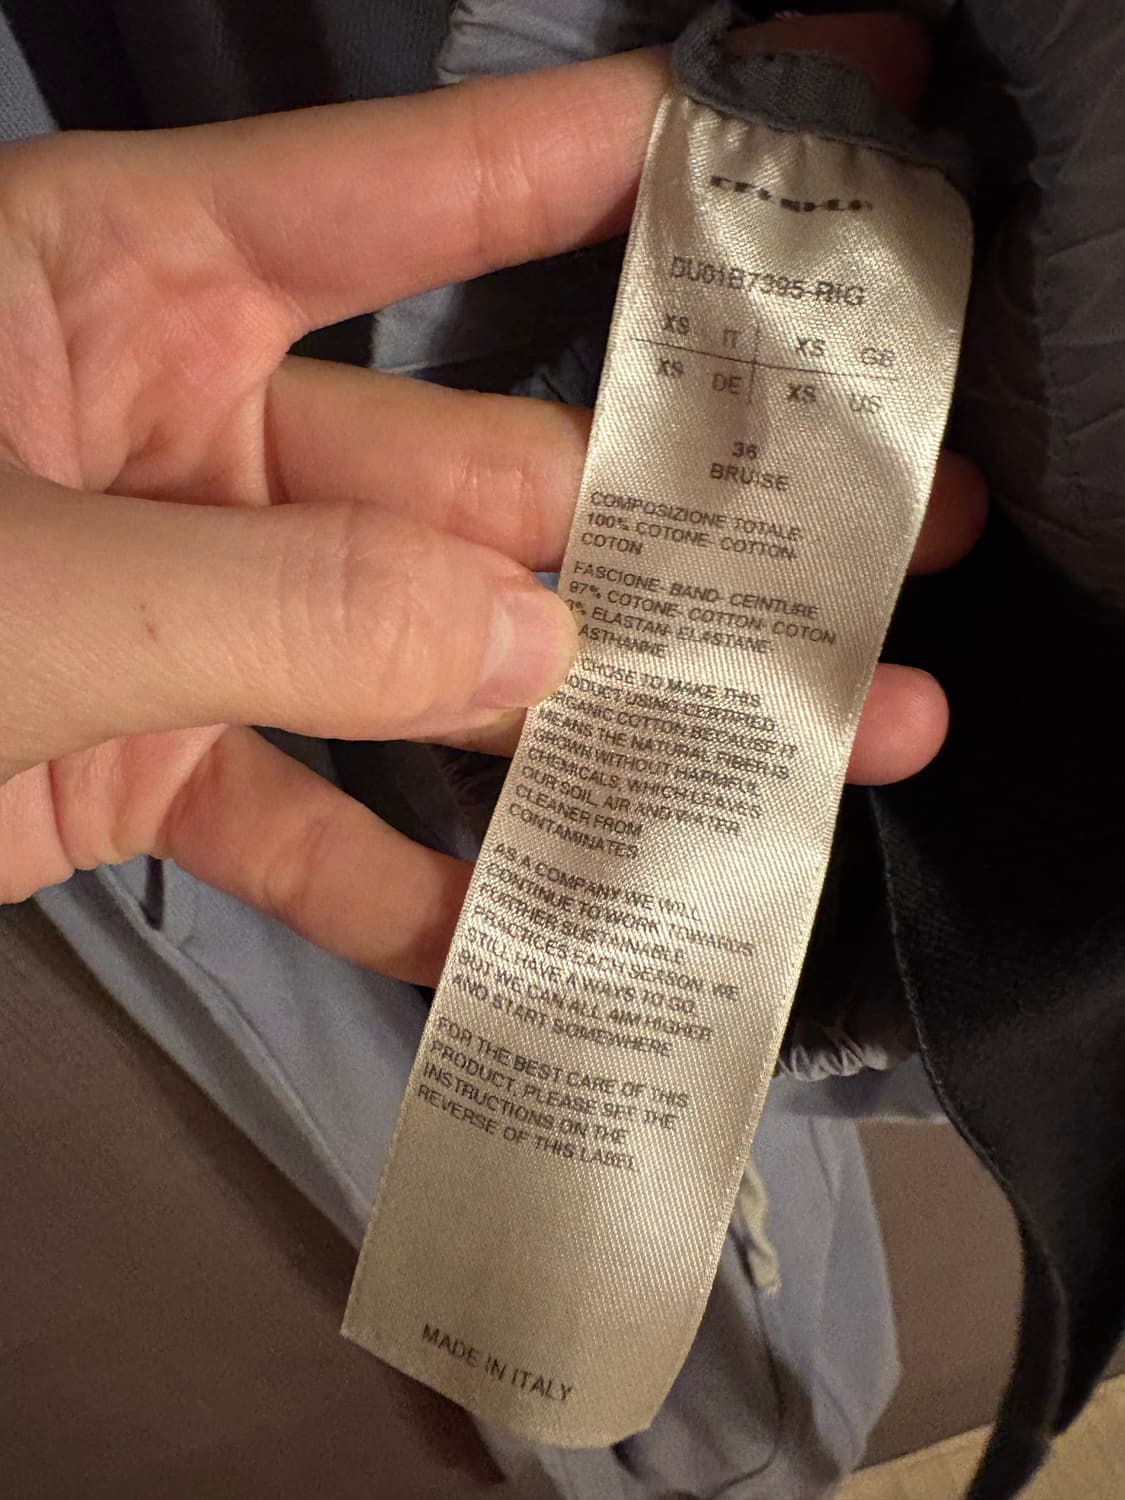 DU01B7395-RIG
XS IT XS GB
XS DE XS US
36
BRUISE
COMPOSIZIONE TOTALE
100% COTONE- COTTON-
COTON
FASCIONE- BAND- CEINTURE
97% COTONE- COTTON- COTON
3% ELASTAN- ELASTANE-
ASTHANNE
CHOSE TO MAKE THIS
ODUCT USING CERTIFIED
ORGANIC COTTON BECAUSE IT
MEANS THE NATURAL FIBER IS
GROWN WITHOUT HARMFUL
CHEMICALS, WHICH LEAVES
OUR SOIL, AIR AND WATER
CLEANER FROM
CONTAMINATES
AS A COMPANY WE WILL
CONTINUE TO WORK TOWARDS
FURTHER SUSTAINABLE
PRACTICES EACH SEASON. WE
STILL HAVE A WAYS TO GO,
BUT WE CAN ALL AIM HIGHER
AND START SOMEWHERE
FOR THE BEST CARE OF THIS
PRODUCT, PLEASE SEE THE
INSTRUCTIONS ON THE
REVERSE OF THIS LABEL
MADE IN ITALY